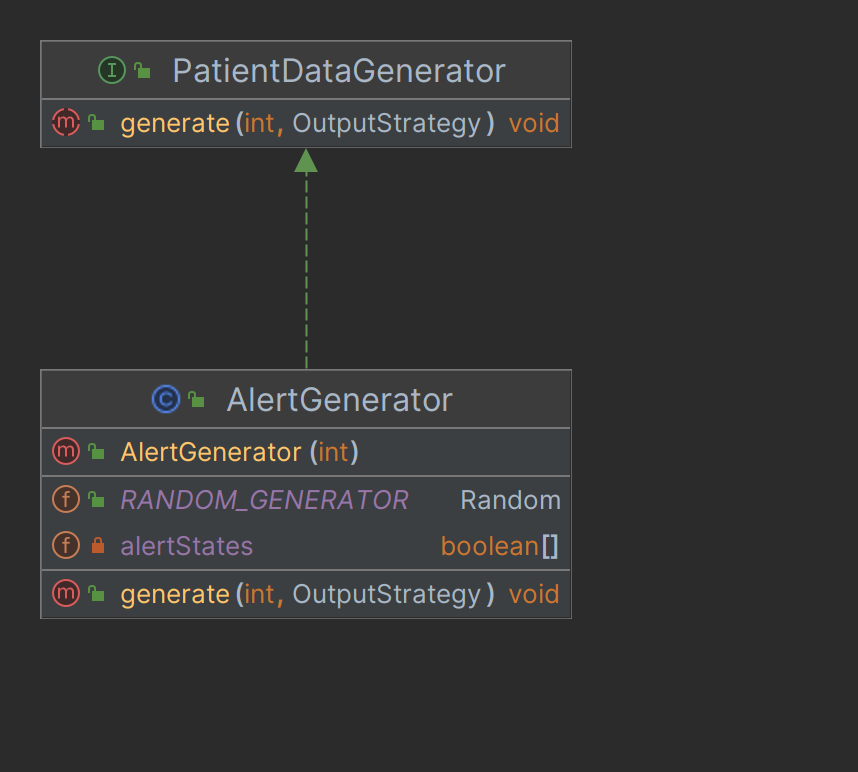 I PatientDataGenerator
m generate(int, OutputStrategy) void
C AlertGenerator
m AlertGenerator(int)
f RANDOM_GENERATOR Random
f alertStates boolean[]
m generate(int, OutputStrategy) void